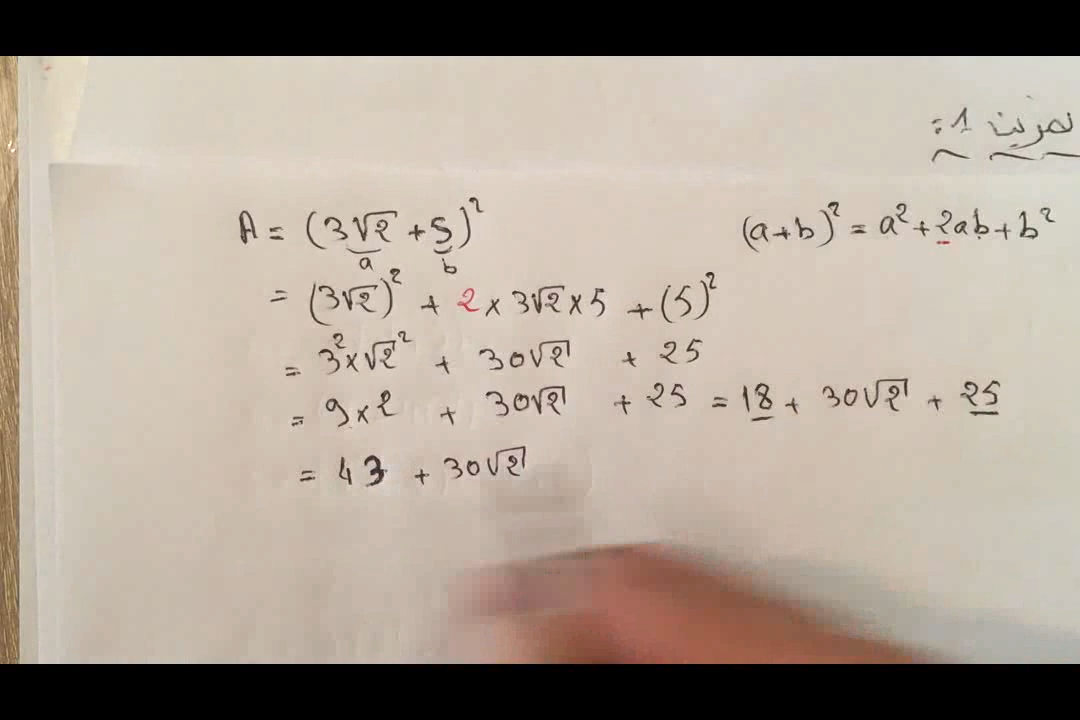 تمرين 1:
A = (3√2 + 5)²
a b
(a+b)² = a² + 2ab + b²
= (3√2)² + 2 × 3√2 × 5 + (5)²
= 3² × √2² + 30√2 + 25
= 9 × 2 + 30√2 + 25 = 18 + 30√2 + 25
= 43 + 30√2